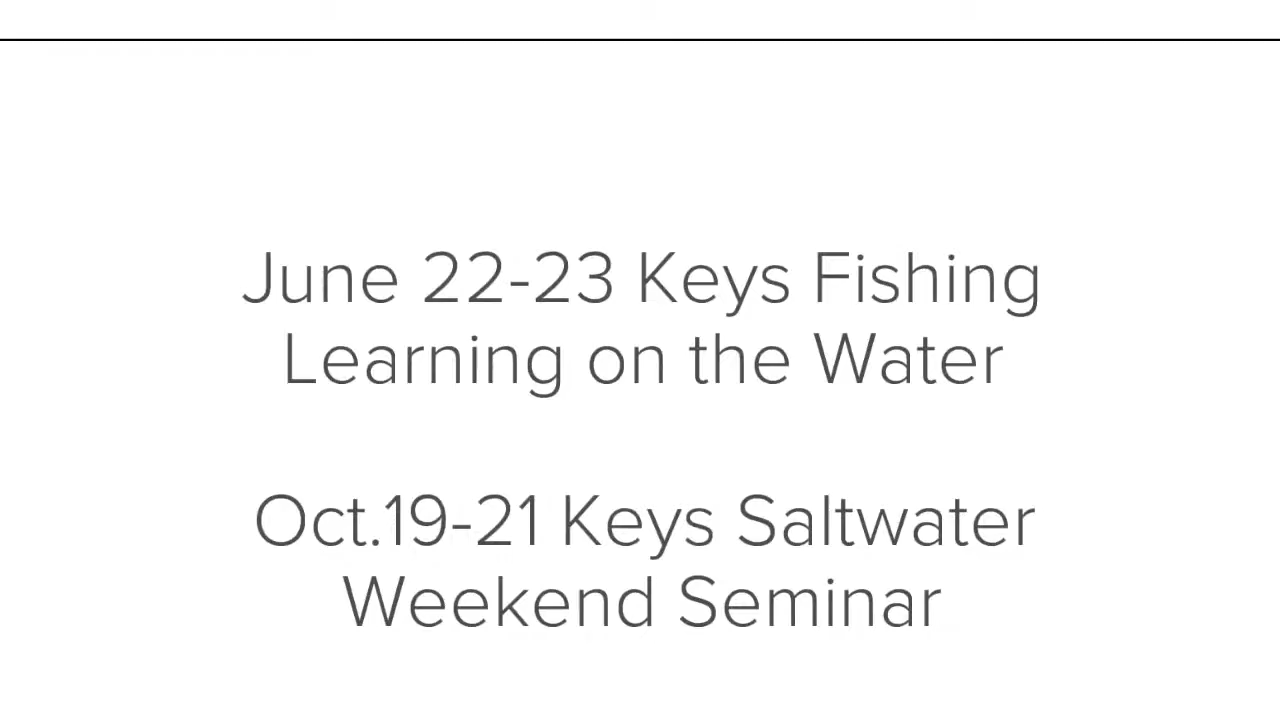 June 22-23 Keys Fishing
Learning on the Water
Oct.19-21 Keys Saltwater
Weekend Seminar